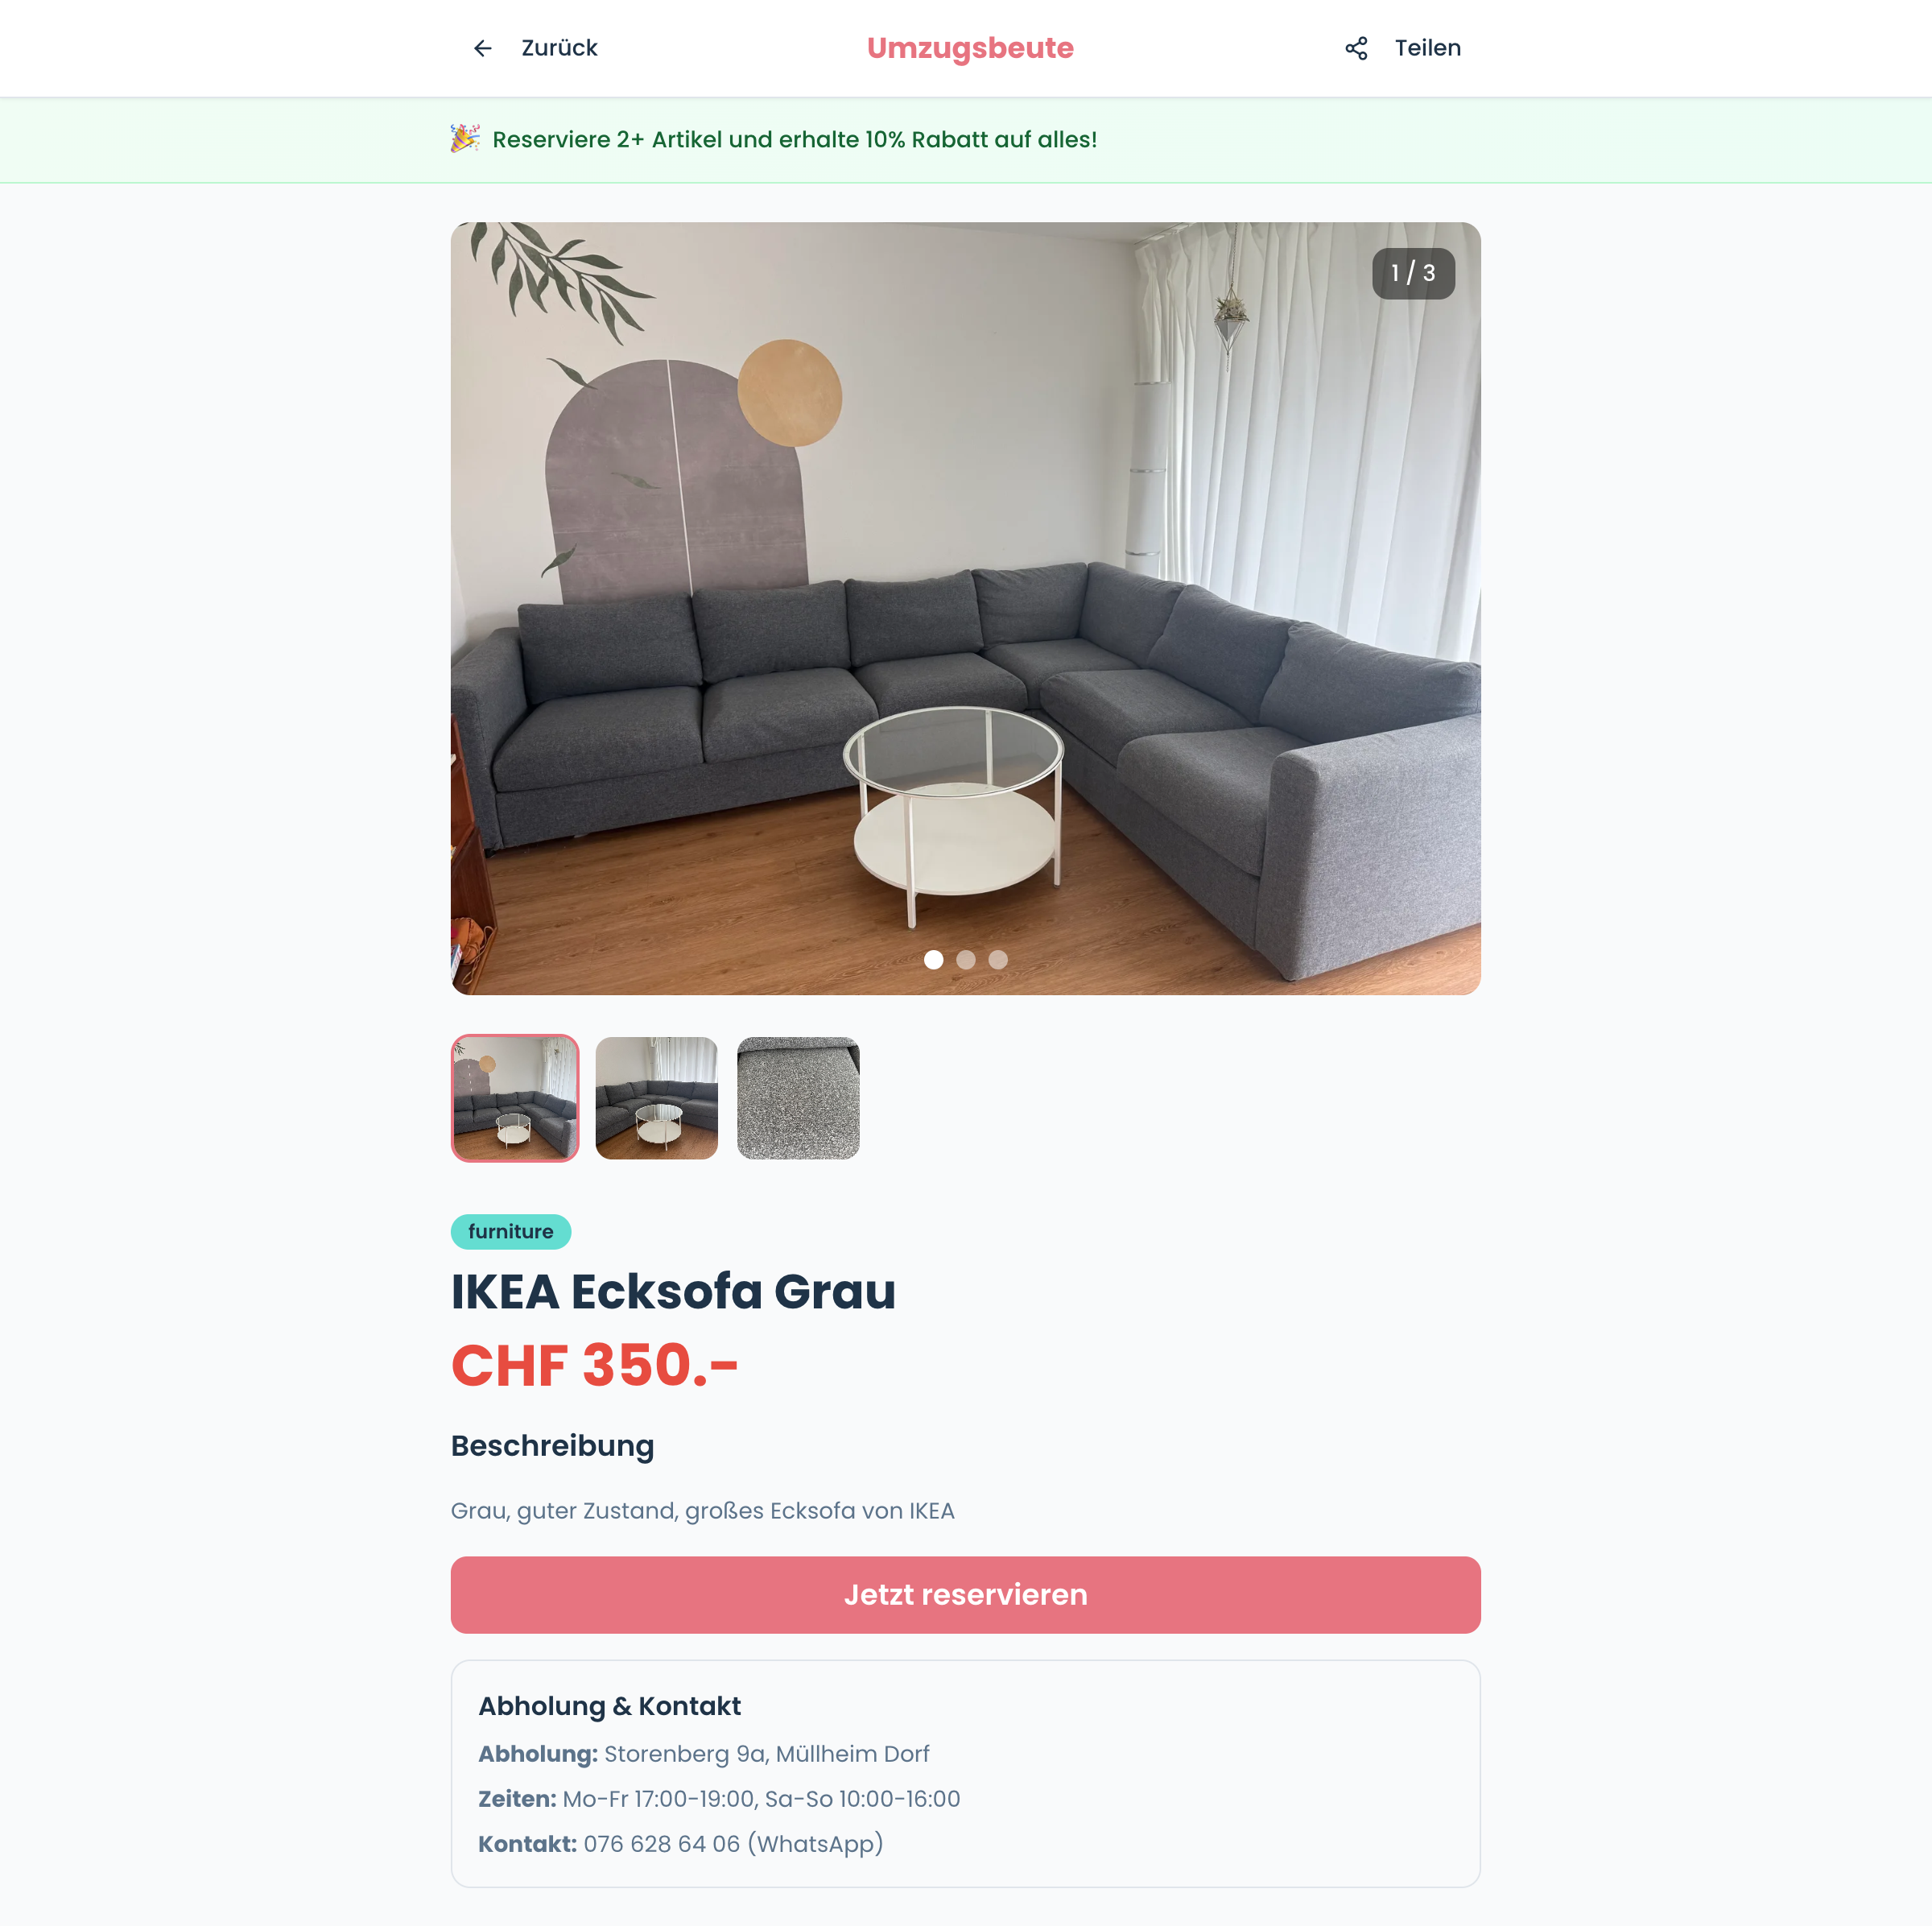 Zurück
Umzugsbeute
Teilen
🎉 Reserviere 2+ Artikel und erhalte 10% Rabatt auf alles!
1 / 3
furniture
IKEA Ecksofa Grau
CHF 350.-
Beschreibung
Grau, guter Zustand, großes Ecksofa von IKEA
Jetzt reservieren
Abholung & Kontakt
Abholung: Storenberg 9a, Müllheim Dorf
Zeiten: Mo-Fr 17:00-19:00, Sa-So 10:00-16:00
Kontakt: 076 628 64 06 (WhatsApp)